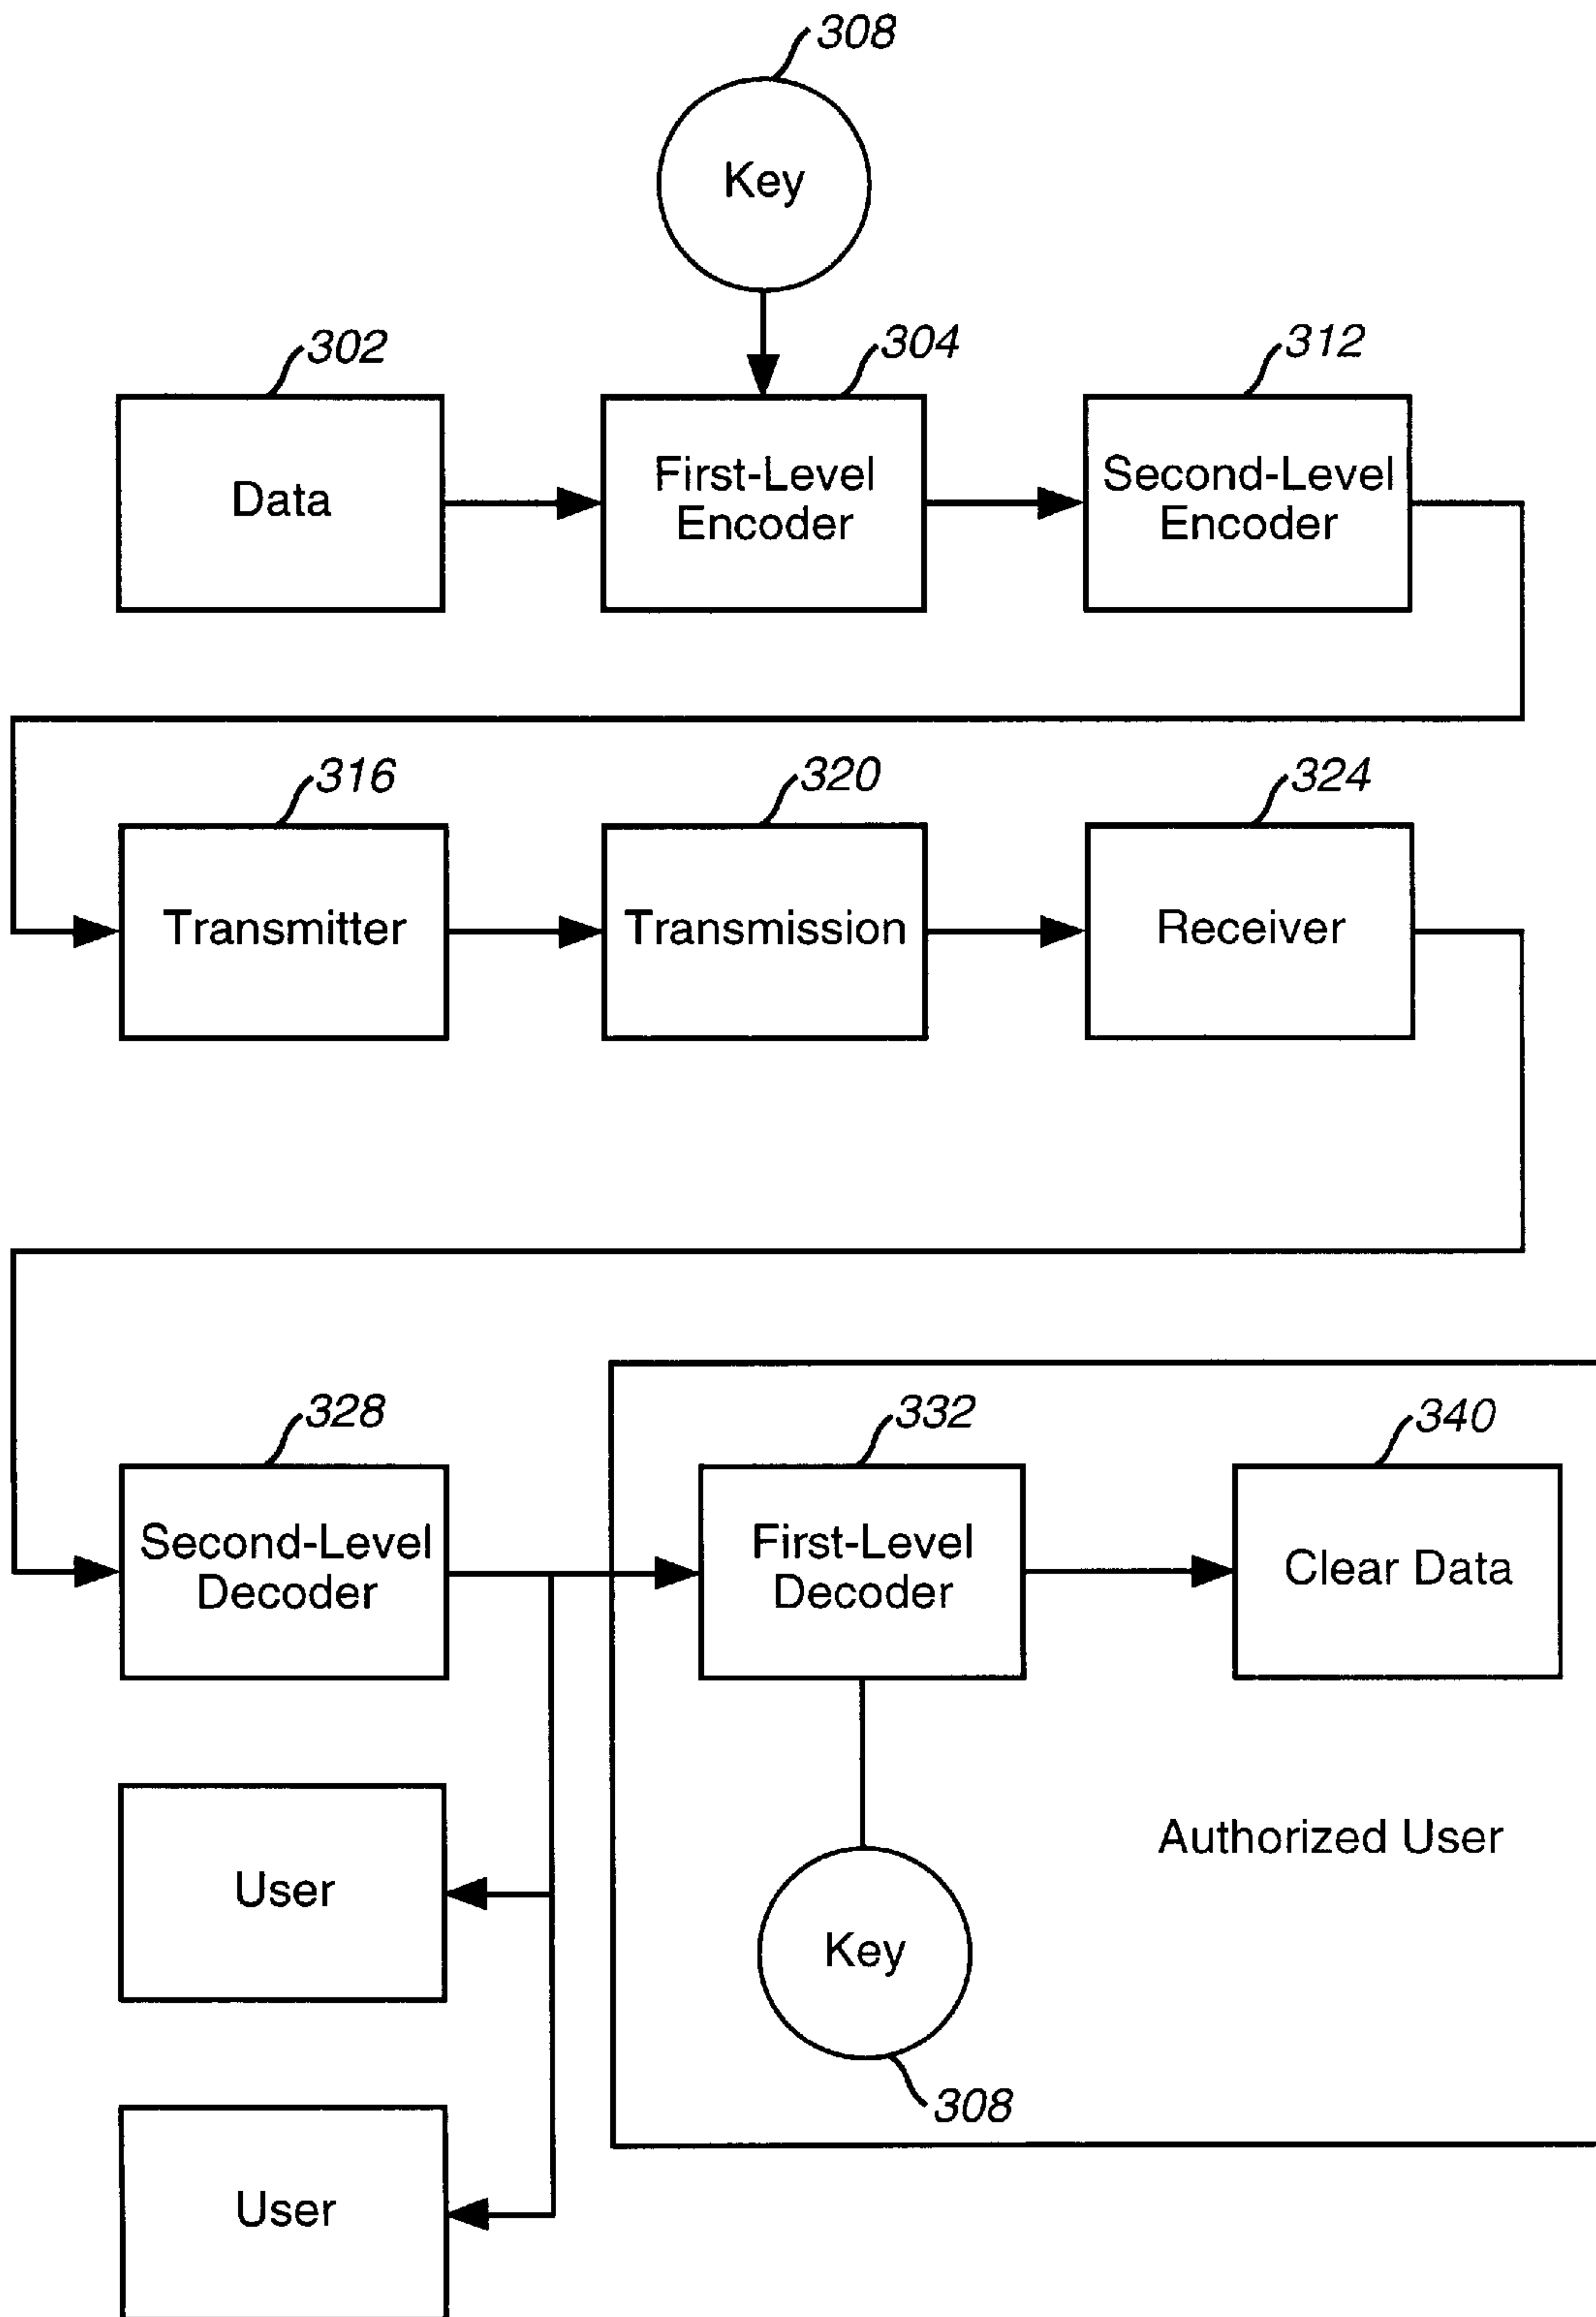 308
Key
302
304
312
Data
First-Level
Encoder
Second-Level
Encoder
316
320
324
Transmitter
Transmission
Receiver
328
332
340
Second-Level
Decoder
First-Level
Decoder
Clear Data
Authorized User
User
Key
308
User